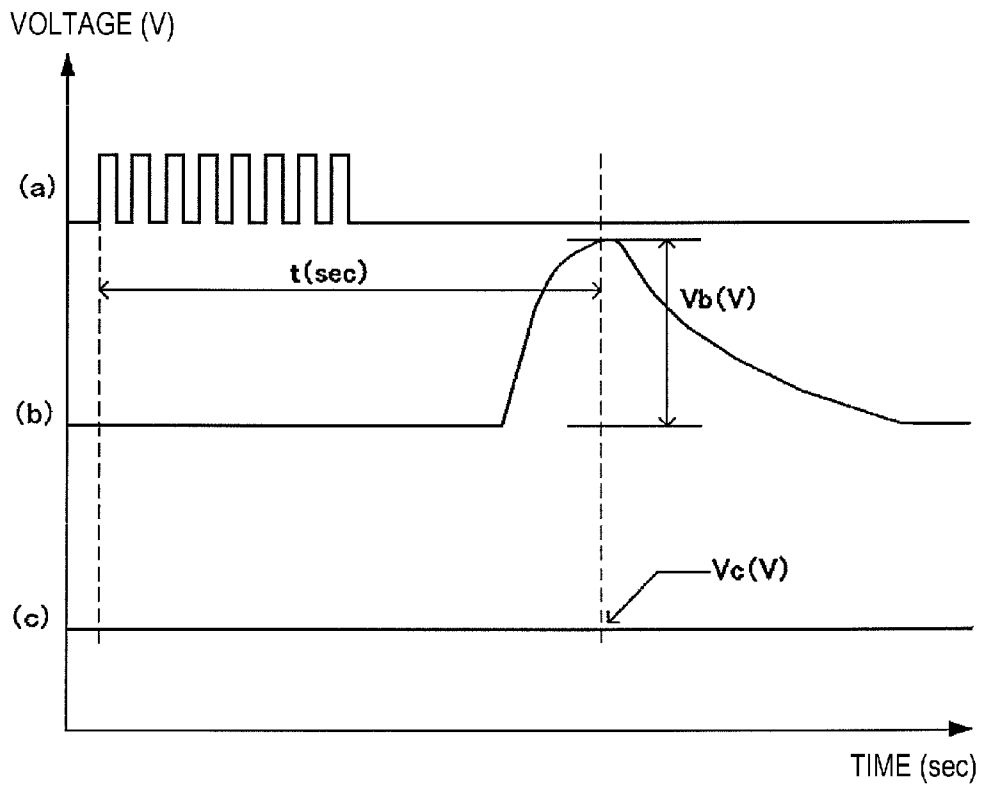 VOLTAGE (V)
(a)
t(sec)
Vb(V)
(b)
Vc(V)
(c)
TIME (sec)